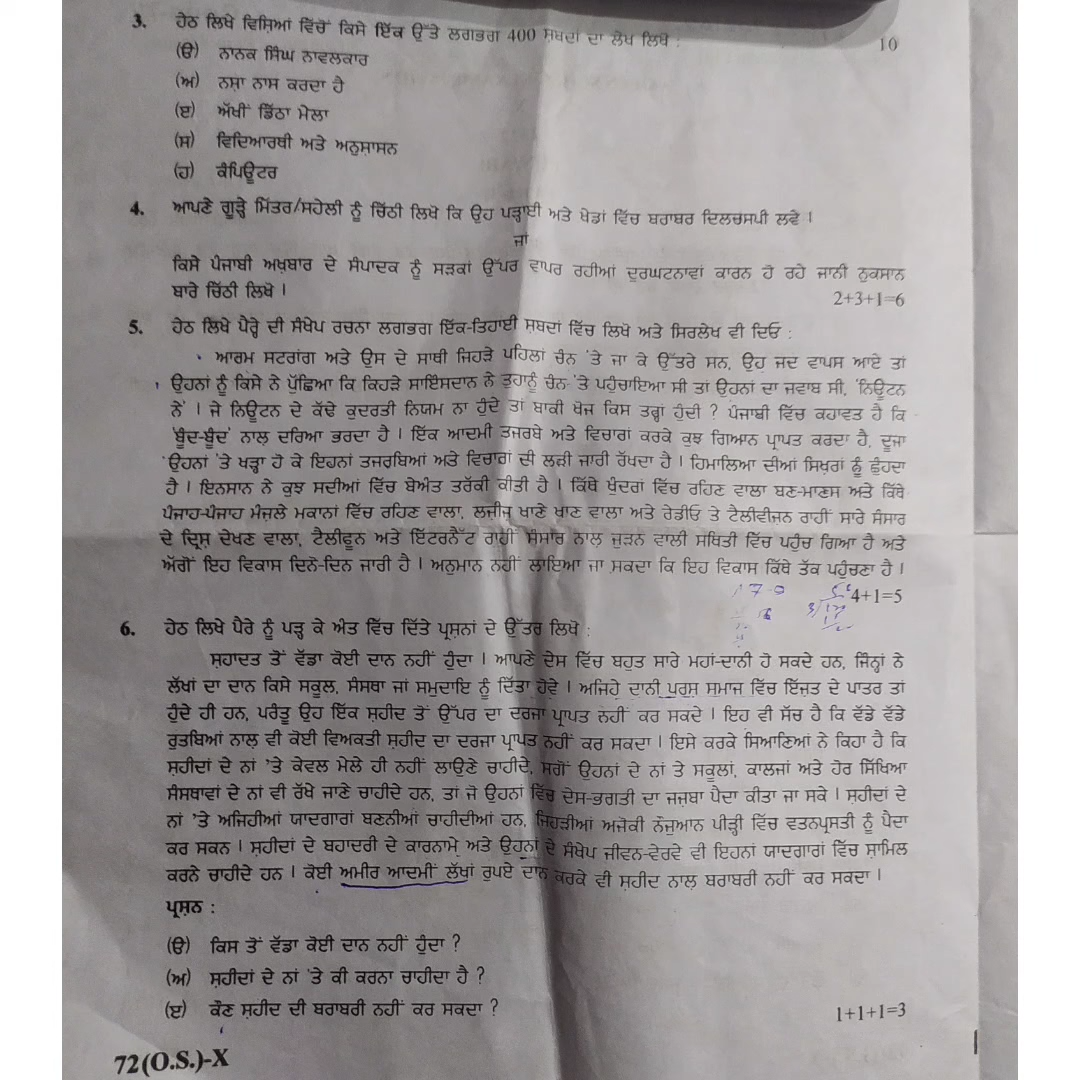 3. ਹੇਠ ਲਿਖੇ ਵਿਸ਼ਿਆਂ ਵਿੱਚੋਂ ਕਿਸੇ ਇੱਕ ਉੱਤੇ ਲਗਭਗ 400 ਸ਼ਬਦਾਂ ਦਾ ਲੇਖ ਲਿਖੋ : 10
(ੳ) ਨਾਨਕ ਸਿੰਘ ਨਾਵਲਕਾਰ
(ਅ) ਨਸ਼ਾ ਨਾਸ ਕਰਦਾ ਹੈ
(ੲ) ਅੱਖੀਂ ਡਿੱਠਾ ਮੇਲਾ
(ਸ) ਵਿਦਿਆਰਥੀ ਅਤੇ ਅਨੁਸ਼ਾਸਨ
(ਹ) ਕੰਪਿਊਟਰ
4. ਆਪਣੇ ਗੂੜ੍ਹੇ ਮਿੱਤਰ/ਸਹੇਲੀ ਨੂੰ ਚਿੱਠੀ ਲਿਖੋ ਕਿ ਉਹ ਪੜ੍ਹਾਈ ਅਤੇ ਖੇਡਾਂ ਵਿੱਚ ਬਰਾਬਰ ਦਿਲਚਸਪੀ ਲਵੇ ।
ਜਾਂ
ਕਿਸੇ ਪੰਜਾਬੀ ਅਖ਼ਬਾਰ ਦੇ ਸੰਪਾਦਕ ਨੂੰ ਸੜਕਾਂ ਉੱਪਰ ਵਾਪਰ ਰਹੀਆਂ ਦੁਰਘਟਨਾਵਾਂ ਕਾਰਨ ਹੋ ਰਹੇ ਜਾਨੀ ਨੁਕਸਾਨ
ਬਾਰੇ ਚਿੱਠੀ ਲਿਖੋ । 2+3+1=6
5. ਹੇਠ ਲਿਖੇ ਪੈਰ੍ਹੇ ਦੀ ਸੰਖੇਪ ਰਚਨਾ ਲਗਭਗ ਇੱਕ-ਤਿਹਾਈ ਸ਼ਬਦਾਂ ਵਿੱਚ ਲਿਖੋ ਅਤੇ ਸਿਰਲੇਖ ਵੀ ਦਿਓ :
ਆਰਮ ਸਟਰਾਂਗ ਅਤੇ ਉਸ ਦੇ ਸਾਥੀ ਜਿਹੜੇ ਪਹਿਲਾਂ ਚੰਨ 'ਤੇ ਜਾ ਕੇ ਉੱਤਰੇ ਸਨ, ਉਹ ਜਦ ਵਾਪਸ ਆਏ ਤਾਂ
ਉਹਨਾਂ ਨੂੰ ਕਿਸੇ ਨੇ ਪੁੱਛਿਆ ਕਿ ਕਿਹੜੇ ਸਾਇੰਸਦਾਨ ਨੇ ਤੁਹਾਨੂੰ ਚੰਨ 'ਤੇ ਪਹੁੰਚਾਇਆ ਸੀ ਤਾਂ ਉਹਨਾਂ ਦਾ ਜਵਾਬ ਸੀ, 'ਨਿਊਟਨ
ਨੇ' । ਜੇ ਨਿਊਟਨ ਦੇ ਕੱਢੇ ਕੁਦਰਤੀ ਨਿਯਮ ਨਾ ਹੁੰਦੇ ਤਾਂ ਬਾਕੀ ਖੋਜ ਕਿਸ ਤਰ੍ਹਾਂ ਹੁੰਦੀ ? ਪੰਜਾਬੀ ਵਿੱਚ ਕਹਾਵਤ ਹੈ ਕਿ
'ਬੂੰਦ-ਬੂੰਦ' ਨਾਲ਼ ਦਰਿਆ ਭਰਦਾ ਹੈ । ਇੱਕ ਆਦਮੀ ਤਜਰਬੇ ਅਤੇ ਵਿਚਾਰਾਂ ਕਰਕੇ ਕੁਝ ਗਿਆਨ ਪ੍ਰਾਪਤ ਕਰਦਾ ਹੈ, ਦੂਜਾ
ਉਹਨਾਂ 'ਤੇ ਖੜ੍ਹਾ ਹੋ ਕੇ ਇਹਨਾਂ ਤਜਰਬਿਆਂ ਅਤੇ ਵਿਚਾਰਾਂ ਦੀ ਲੜੀ ਜਾਰੀ ਰੱਖਦਾ ਹੈ । ਹਿਮਾਲਿਆ ਦੀਆਂ ਸਿਖ਼ਰਾਂ ਨੂੰ ਛੂੰਹਦਾ
ਹੈ । ਇਨਸਾਨ ਨੇ ਕੁਝ ਸਦੀਆਂ ਵਿੱਚ ਬੇਅੰਤ ਤਰੱਕੀ ਕੀਤੀ ਹੈ । ਕਿੱਥੇ ਖੁੰਦਰਾਂ ਵਿੱਚ ਰਹਿਣ ਵਾਲਾ ਬਣ-ਮਾਣਸ ਅਤੇ ਕਿੱਥੇ
ਪੰਜਾਹ-ਪੰਜਾਹ ਮੰਜ਼ਲੇ ਮਕਾਨਾਂ ਵਿੱਚ ਰਹਿਣ ਵਾਲਾ, ਲਜ਼ੀਜ਼ ਖਾਣੇ ਖਾਣ ਵਾਲਾ ਅਤੇ ਰੇਡੀਓ ਤੇ ਟੈਲੀਵੀਜ਼ਨ ਰਾਹੀਂ ਸਾਰੇ ਸੰਸਾਰ
ਦੇ ਦ੍ਰਿਸ਼ ਦੇਖਣ ਵਾਲਾ, ਟੈਲੀਫ਼ੂਨ ਅਤੇ ਇੰਟਰਨੈੱਟ ਰਾਹੀਂ ਸੰਸਾਰ ਨਾਲ਼ ਜੁੜਨ ਵਾਲੀ ਸਥਿਤੀ ਵਿੱਚ ਪਹੁੰਚ ਗਿਆ ਹੈ ਅਤੇ
ਅੱਗੋਂ ਇਹ ਵਿਕਾਸ ਦਿਨੋ-ਦਿਨ ਜਾਰੀ ਹੈ । ਅਨੁਮਾਨ ਨਹੀਂ ਲਾਇਆ ਜਾ ਸਕਦਾ ਕਿ ਇਹ ਵਿਕਾਸ ਕਿੱਥੇ ਤੱਕ ਪਹੁੰਚਣਾ ਹੈ ।
4+1=5
6. ਹੇਠ ਲਿਖੇ ਪੈਰੇ ਨੂੰ ਪੜ੍ਹ ਕੇ ਅੰਤ ਵਿੱਚ ਦਿੱਤੇ ਪ੍ਰਸ਼ਨਾਂ ਦੇ ਉੱਤਰ ਲਿਖੋ :
ਸ਼ਹਾਦਤ ਤੋਂ ਵੱਡਾ ਕੋਈ ਦਾਨ ਨਹੀਂ ਹੁੰਦਾ । ਆਪਣੇ ਦੇਸ ਵਿੱਚ ਬਹੁਤ ਸਾਰੇ ਮਹਾਂ-ਦਾਨੀ ਹੋ ਸਕਦੇ ਹਨ, ਜਿੰਨ੍ਹਾਂ ਨੇ
ਲੱਖਾਂ ਦਾ ਦਾਨ ਕਿਸੇ ਸਕੂਲ, ਸੰਸਥਾ ਜਾਂ ਸਮੁਦਾਇ ਨੂੰ ਦਿੱਤਾ ਹੋਵੇ । ਅਜਿਹੇ ਦਾਨੀ ਪੁਰਸ਼ ਸਮਾਜ ਵਿੱਚ ਇੱਜ਼ਤ ਦੇ ਪਾਤਰ ਤਾਂ
ਹੁੰਦੇ ਹੀ ਹਨ, ਪਰੰਤੂ ਉਹ ਇੱਕ ਸ਼ਹੀਦ ਤੋਂ ਉੱਪਰ ਦਾ ਦਰਜਾ ਪ੍ਰਾਪਤ ਨਹੀਂ ਕਰ ਸਕਦੇ । ਇਹ ਵੀ ਸੱਚ ਹੈ ਕਿ ਵੱਡੇ ਵੱਡੇ
ਰੁਤਬਿਆਂ ਨਾਲ਼ ਵੀ ਕੋਈ ਵਿਅਕਤੀ ਸ਼ਹੀਦ ਦਾ ਦਰਜਾ ਪ੍ਰਾਪਤ ਨਹੀਂ ਕਰ ਸਕਦਾ । ਇਸੇ ਕਰਕੇ ਸਿਆਣਿਆਂ ਨੇ ਕਿਹਾ ਹੈ ਕਿ
ਸ਼ਹੀਦਾਂ ਦੇ ਨਾਂ 'ਤੇ ਕੇਵਲ ਮੇਲੇ ਹੀ ਨਹੀਂ ਲਾਉਣੇ ਚਾਹੀਦੇ, ਸਗੋਂ ਉਹਨਾਂ ਦੇ ਨਾਂ ਤੇ ਸਕੂਲਾਂ, ਕਾਲਜਾਂ ਅਤੇ ਹੋਰ ਸਿੱਖਿਆ
ਸੰਸਥਾਵਾਂ ਦੇ ਨਾਂ ਵੀ ਰੱਖੇ ਜਾਣੇ ਚਾਹੀਦੇ ਹਨ, ਤਾਂ ਜੋ ਉਹਨਾਂ ਵਿੱਚ ਦੇਸ-ਭਗਤੀ ਦਾ ਜਜ਼ਬਾ ਪੈਦਾ ਕੀਤਾ ਜਾ ਸਕੇ । ਸ਼ਹੀਦਾਂ ਦੇ
ਨਾਂ 'ਤੇ ਅਜਿਹੀਆਂ ਯਾਦਗਾਰਾਂ ਬਣਨੀਆਂ ਚਾਹੀਦੀਆਂ ਹਨ, ਜਿਹੜੀਆਂ ਅਜੋਕੀ ਨੌਜੁਆਨ ਪੀੜ੍ਹੀ ਵਿੱਚ ਵਤਨਪ੍ਰਸਤੀ ਨੂੰ ਪੈਦਾ
ਕਰ ਸਕਨ । ਸ਼ਹੀਦਾਂ ਦੇ ਬਹਾਦਰੀ ਦੇ ਕਾਰਨਾਮੇ ਅਤੇ ਉਹਨਾਂ ਦੇ ਸੰਖੇਪ ਜੀਵਨ-ਵੇਰਵੇ ਵੀ ਇਹਨਾਂ ਯਾਦਗਾਰਾਂ ਵਿੱਚ ਸ਼ਾਮਿਲ
ਕਰਨੇ ਚਾਹੀਦੇ ਹਨ । ਕੋਈ ਅਮੀਰ ਆਦਮੀਂ ਲੱਖਾਂ ਰੁਪਏ ਦਾਨ ਕਰਕੇ ਵੀ ਸ਼ਹੀਦ ਨਾਲ਼ ਬਰਾਬਰੀ ਨਹੀਂ ਕਰ ਸਕਦਾ ।
ਪ੍ਰਸ਼ਨ :
(ੳ) ਕਿਸ ਤੋਂ ਵੱਡਾ ਕੋਈ ਦਾਨ ਨਹੀਂ ਹੁੰਦਾ ?
(ਅ) ਸ਼ਹੀਦਾਂ ਦੇ ਨਾਂ 'ਤੇ ਕੀ ਕਰਨਾ ਚਾਹੀਦਾ ਹੈ ?
(ੲ) ਕੌਣ ਸ਼ਹੀਦ ਦੀ ਬਰਾਬਰੀ ਨਹੀਂ ਕਰ ਸਕਦਾ ? 1+1+1=3
72(O.S.)-X